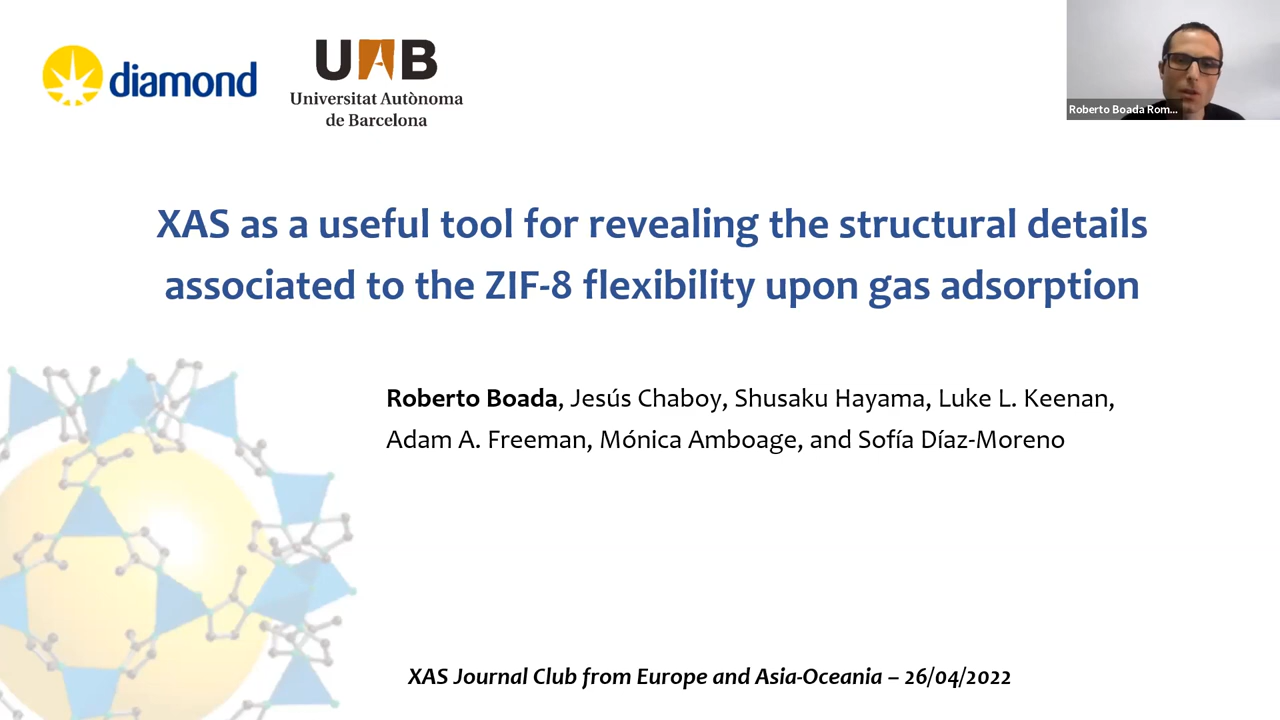 diamond
UAB
Universitat Autònoma
de Barcelona
Roberto Boada Rom...
XAS as a useful tool for revealing the structural details
associated to the ZIF-8 flexibility upon gas adsorption
Roberto Boada, Jesús Chaboy, Shusaku Hayama, Luke L. Keenan,
Adam A. Freeman, Mónica Amboage, and Sofía Díaz-Moreno
XAS Journal Club from Europe and Asia-Oceania – 26/04/2022